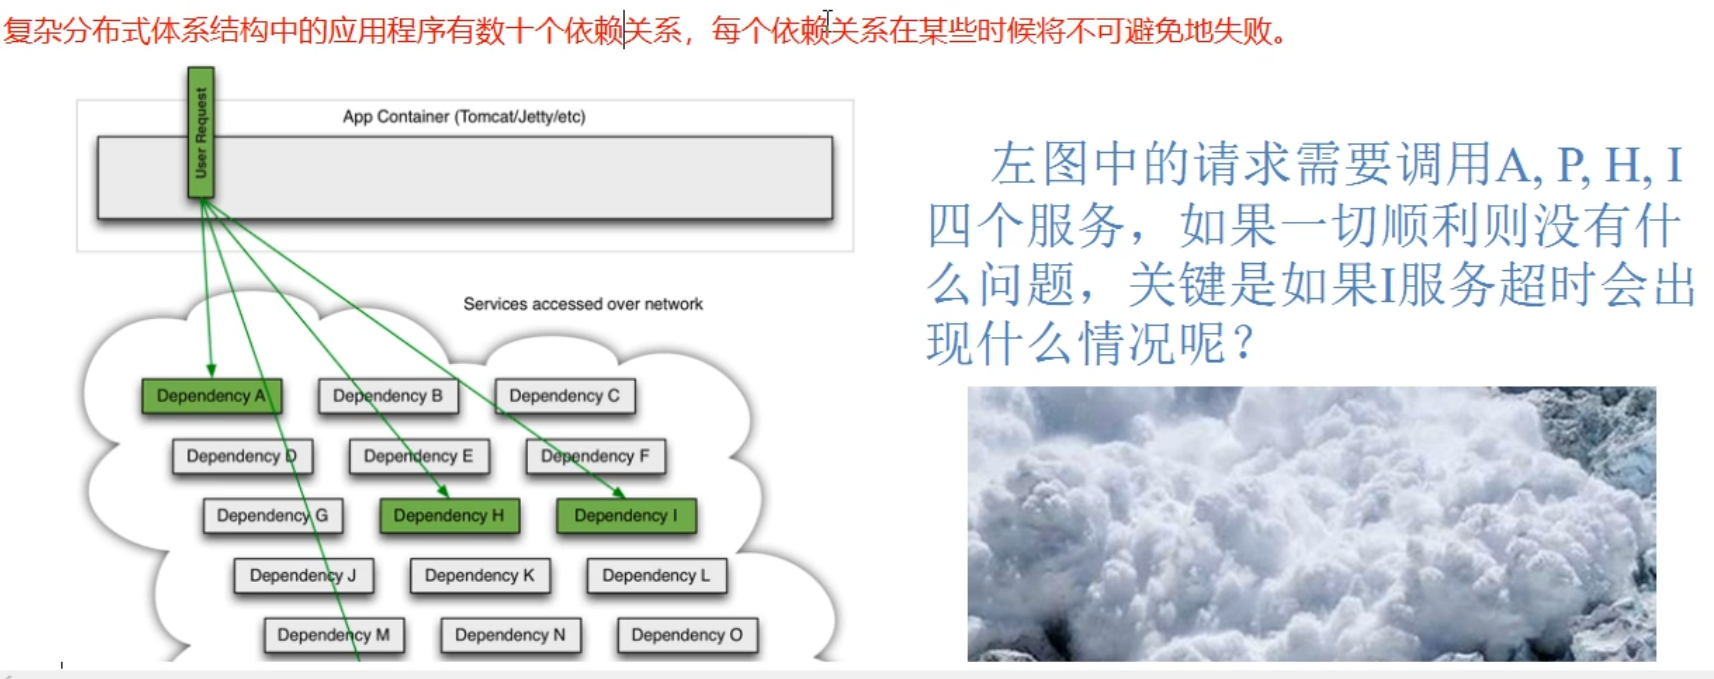 复杂分布式体系结构中的应用程序有数十个依赖关系，每个依赖关系在某些时候将不可避免地失败。
User Request
App Container (Tomcat/Jetty/etc)
Services accessed over network
Dependency A
Dependency B
Dependency C
Dependency D
Dependency E
Dependency F
Dependency G
Dependency H
Dependency I
Dependency J
Dependency K
Dependency L
Dependency M
Dependency N
Dependency O
左图中的请求需要调用A, P, H, I
四个服务，如果一切顺利则没有什
么问题，关键是如果I服务超时会出
现什么情况呢？